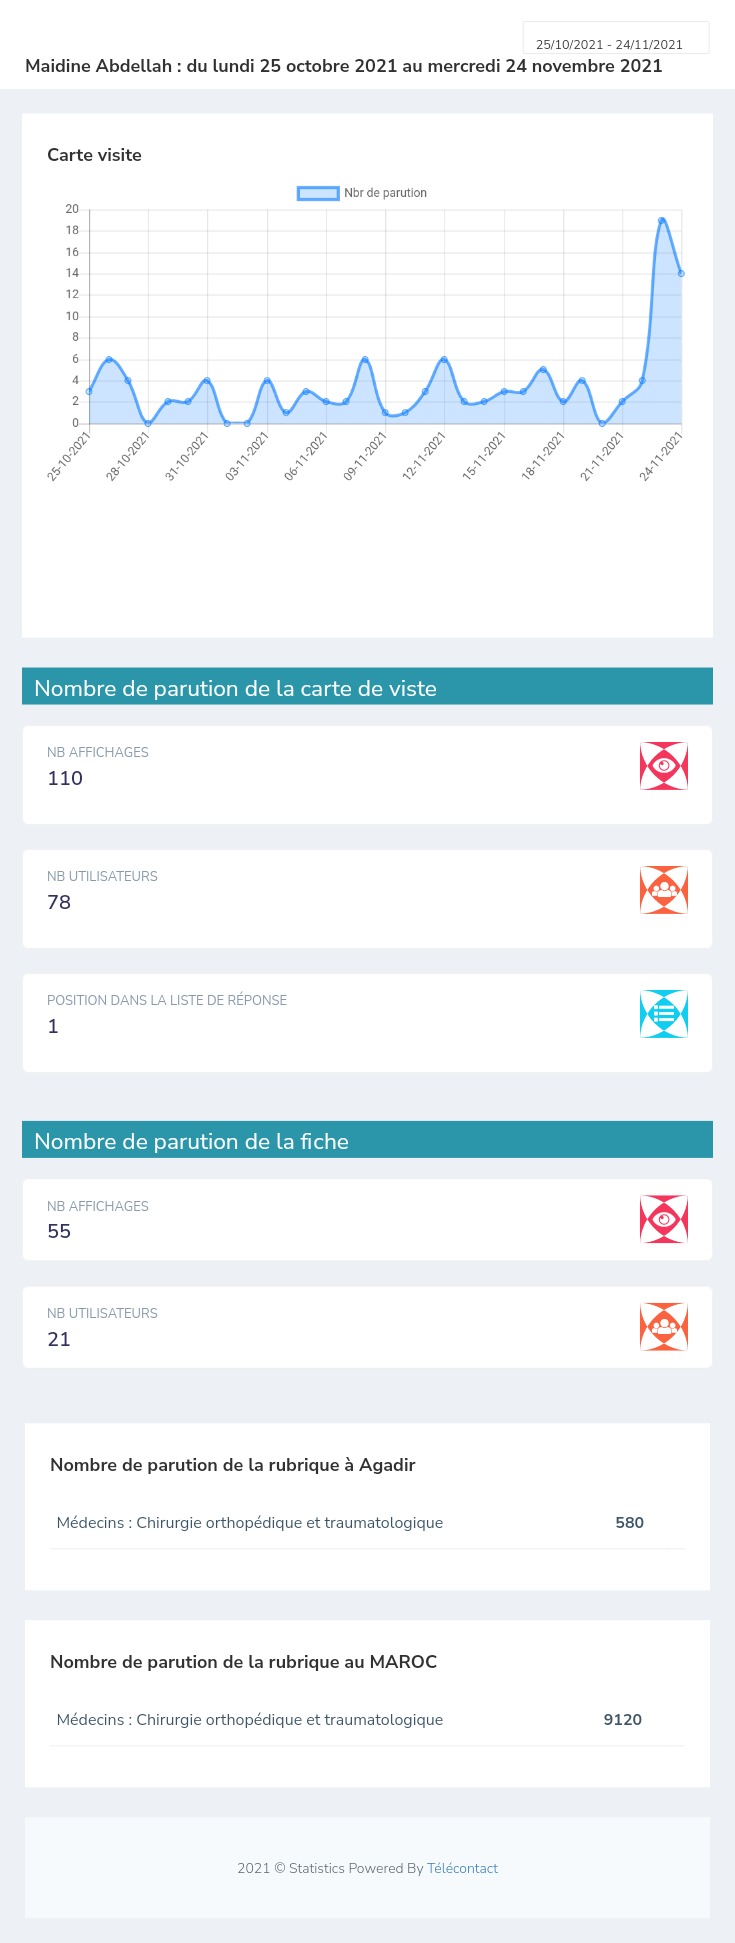 25/10/2021 - 24/11/2021
Maidine Abdellah : du lundi 25 octobre 2021 au mercredi 24 novembre 2021
Carte visite
Nbr de parution
20
18
16
14
12
10
8
6
4
2
0
25-10-2021
28-10-2021
31-10-2021
03-11-2021
06-11-2021
09-11-2021
12-11-2021
15-11-2021
18-11-2021
21-11-2021
24-11-2021
Nombre de parution de la carte de viste
NB AFFICHAGES
110
NB UTILISATEURS
78
POSITION DANS LA LISTE DE RÉPONSE
1
Nombre de parution de la fiche
NB AFFICHAGES
55
NB UTILISATEURS
21
Nombre de parution de la rubrique à Agadir
Médecins : Chirurgie orthopédique et traumatologique 580
Nombre de parution de la rubrique au MAROC
Médecins : Chirurgie orthopédique et traumatologique 9120
2021 © Statistics Powered By Télécontact